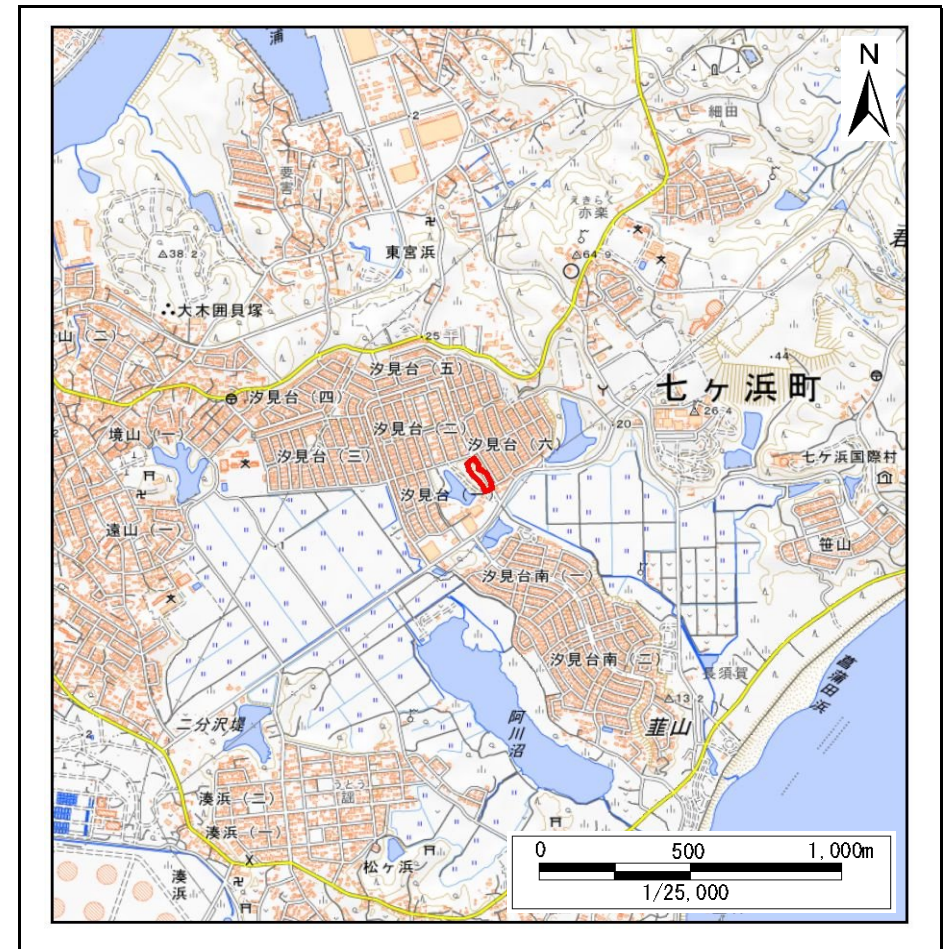 浦
N
細田
要害
2
えきらく
赤楽
東宮浜
君
38.2
64.9
大木囲貝塚
山(二)
25
汐見台(五)
44
七ヶ浜町
汐見台(四)
26.4
汐見台(二)
汐見台(六)
20
境山(一)
汐見台(三)
七ヶ浜国際村
汐見台(一)
遠山(一)
1
笹山
汐見台南(一)
汐見台南(二)
長須賀
菖蒲田浜
13.2
二分沢堤
阿川沼
韮山
2
うとう
湊浜(二)
湊浜(一)
松ヶ浜
湊浜
0 500 1,000m
1/25,000